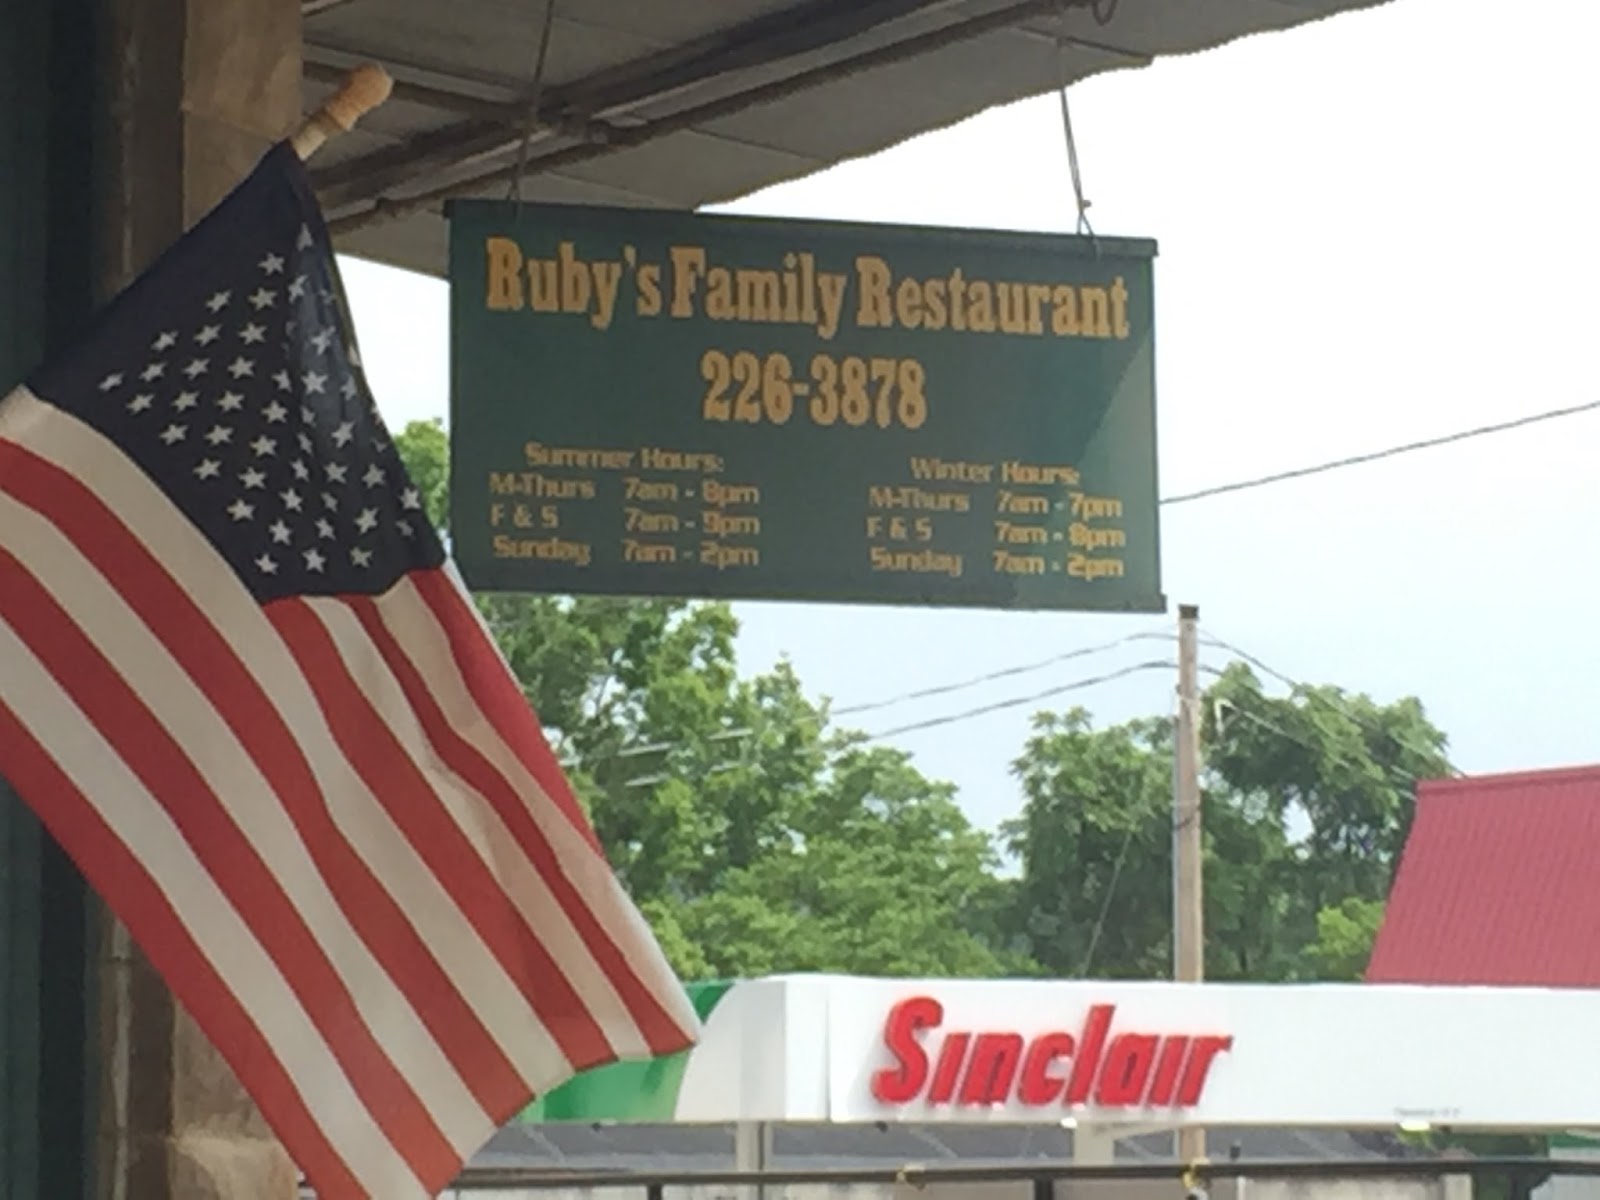 Ruby's Family Restaurant
226-3878
Summer Hours:
M-Thurs 7am - 8pm
F & S 7am - 9pm
Sunday 7am - 2pm
Winter Hours:
M-Thurs 7am - 7pm
F & S 7am - 8pm
Sunday 7am - 2pm
Sinclair